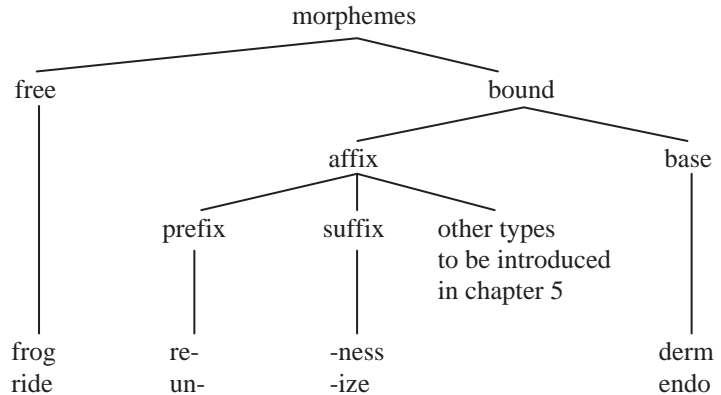 morphemes
free
bound
affix
base
prefix
suffix
other types
to be introduced
in chapter 5
frog
ride
re-
un-
-ness
-ize
derm
endo